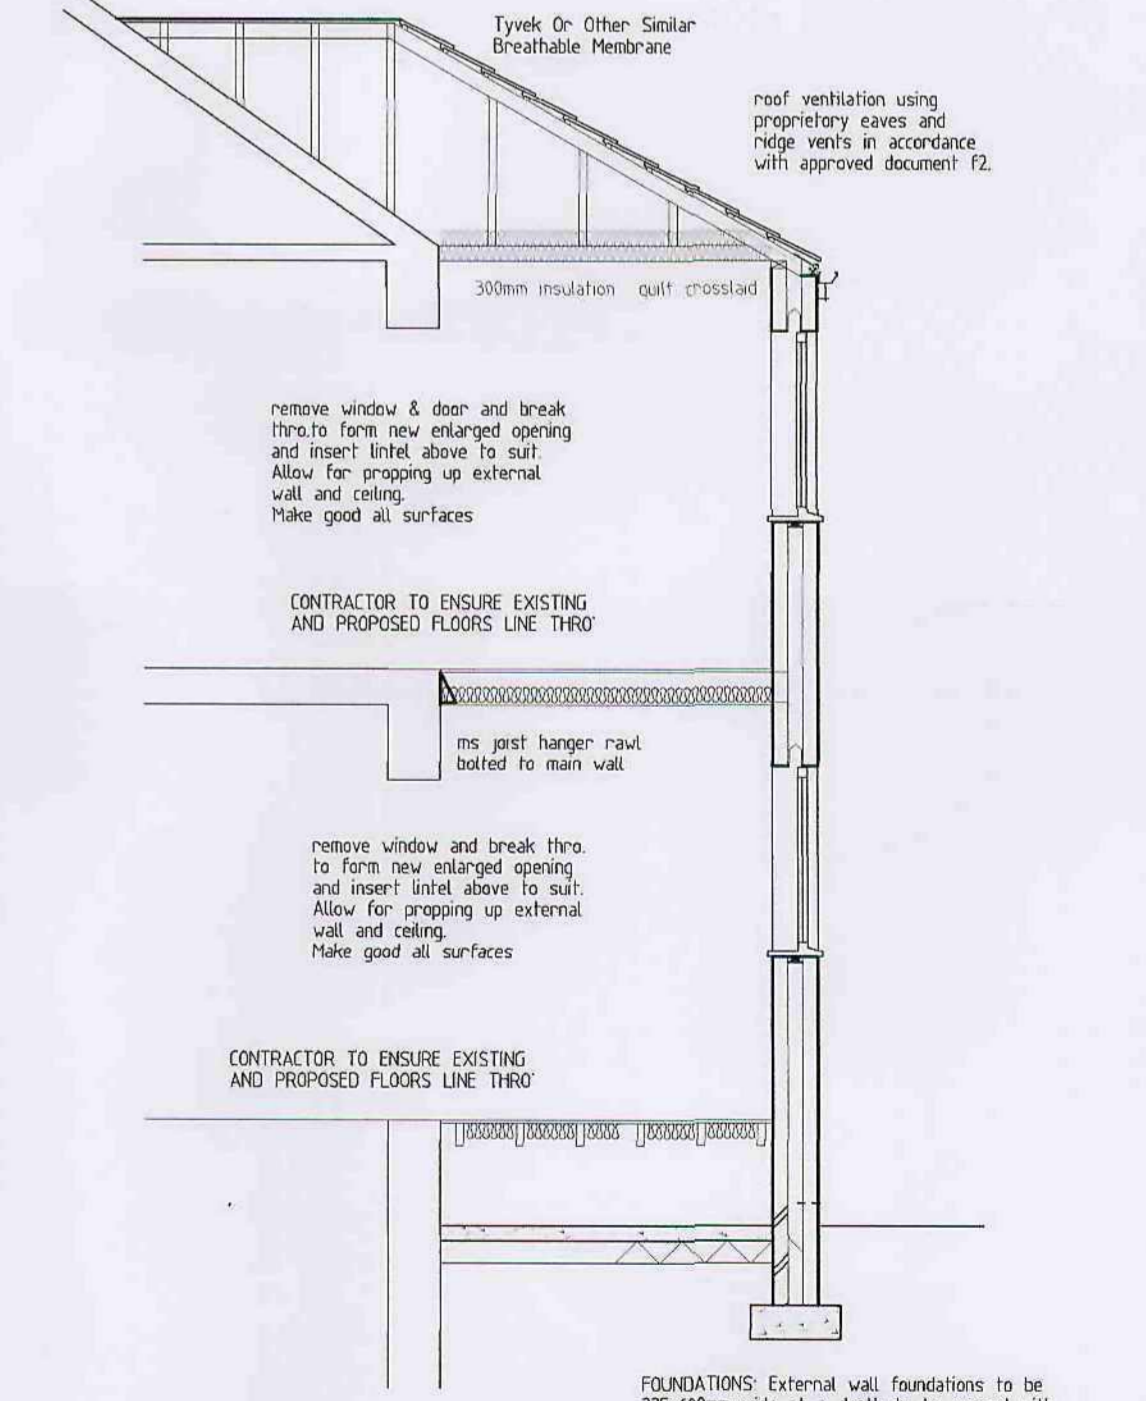 Tyvek Or Other Similar
Breathable Membrane
roof ventilation using
proprietory eaves and
ridge vents in accordance
with approved document f2.
300mm insulation quilt crosslaid
remove window & door and break
thro.to form new enlarged opening
and insert lintel above to suit.
Allow for propping up external
wall and ceiling.
Make good all surfaces
CONTRACTOR TO ENSURE EXISTING
AND PROPOSED FLOORS LINE THRO'
ms joist hanger rawl
bolted to main wall
remove window and break thro.
to form new enlarged opening
and insert lintel above to suit.
Allow for propping up external
wall and ceiling.
Make good all surfaces
CONTRACTOR TO ENSURE EXISTING
AND PROPOSED FLOORS LINE THRO'
FOUNDATIONS: External wall foundations to be